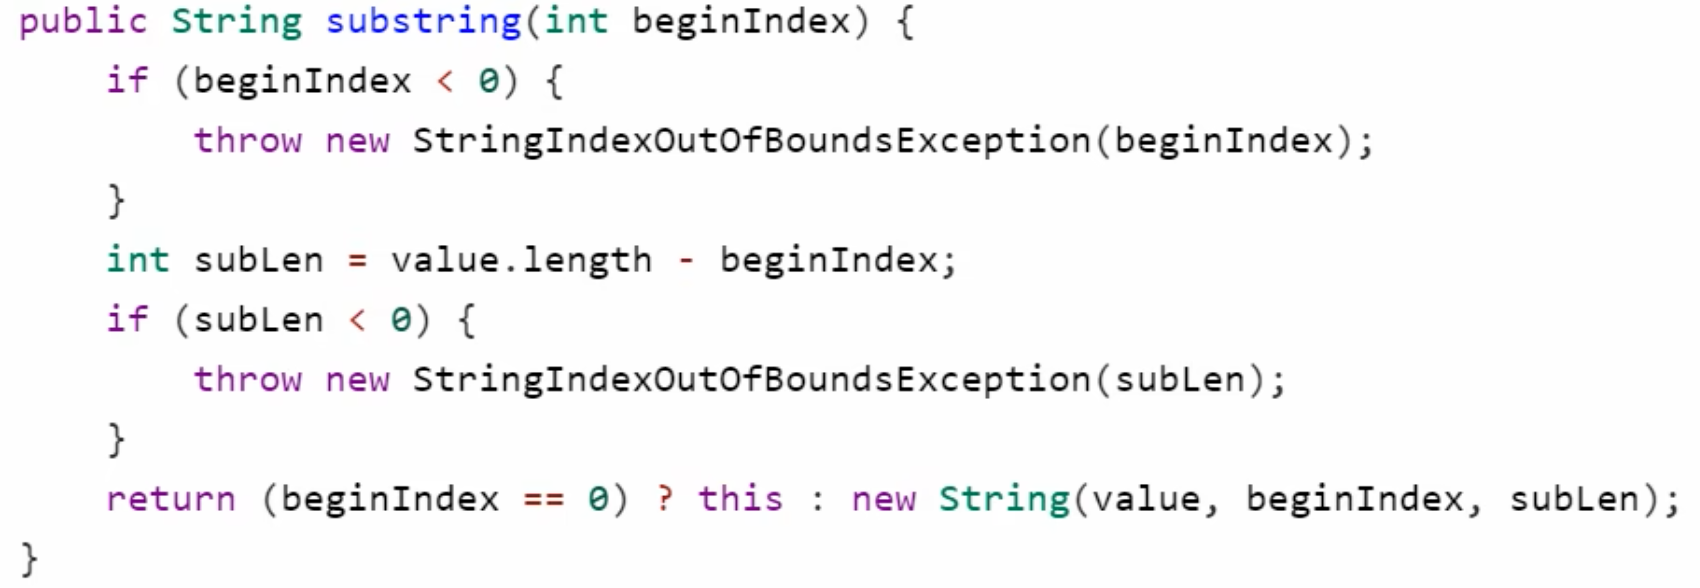 public String substring(int beginIndex) {
    if (beginIndex < 0) {
        throw new StringIndexOutOfBoundsException(beginIndex);
    }
    int subLen = value.length - beginIndex;
    if (subLen < 0) {
        throw new StringIndexOutOfBoundsException(subLen);
    }
    return (beginIndex == 0) ? this : new String(value, beginIndex, subLen);
}